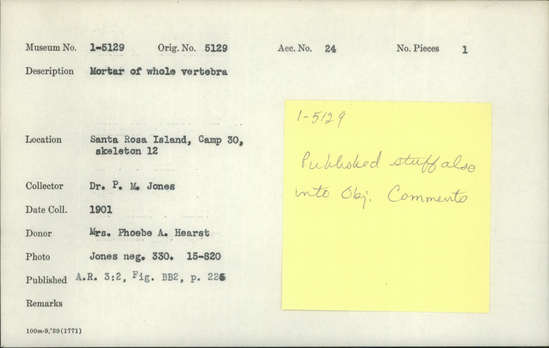 Museum No. 1-5129 Orig. No. 5129 Acc. No. 24 No. Pieces 1
Description Mortar of whole vertebra
Location Santa Rosa Island, Camp 30,
skeleton 12
Collector Dr. P. M. Jones
Date Coll. 1901
Donor Mrs. Phoebe A. Hearst
Photo Jones neg. 330. 15-820
Published A.R. 3:2, Fig. BB2, p. 226
Remarks
100m-9,'39(1771)
1-5129
Published stuff also
into Obj. Comments